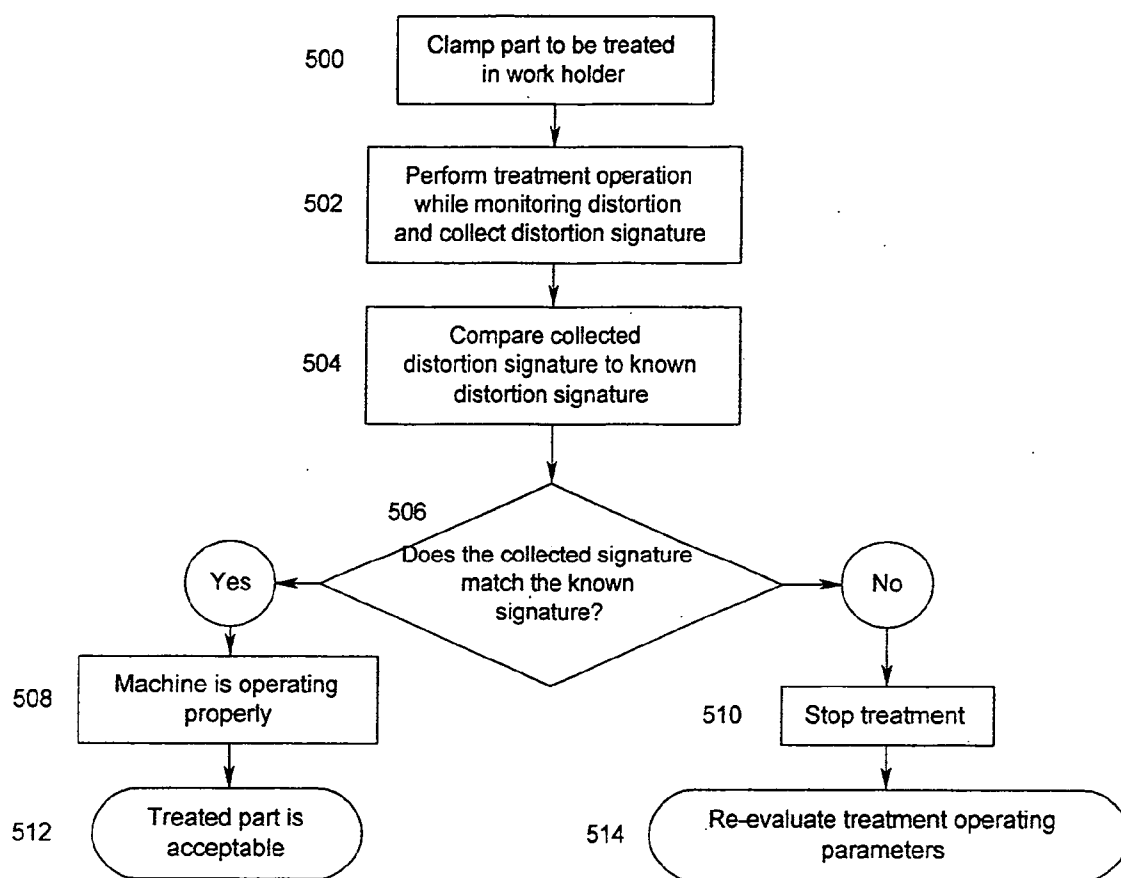 500
Clamp part to be treated
in work holder
502
Perform treatment operation
while monitoring distortion
and collect distortion signature
504
Compare collected
distortion signature to known
distortion signature
506
Does the collected signature
match the known
signature?
Yes
No
508
Machine is operating
properly
510
Stop treatment
512
Treated part is
acceptable
514
Re-evaluate treatment operating
parameters